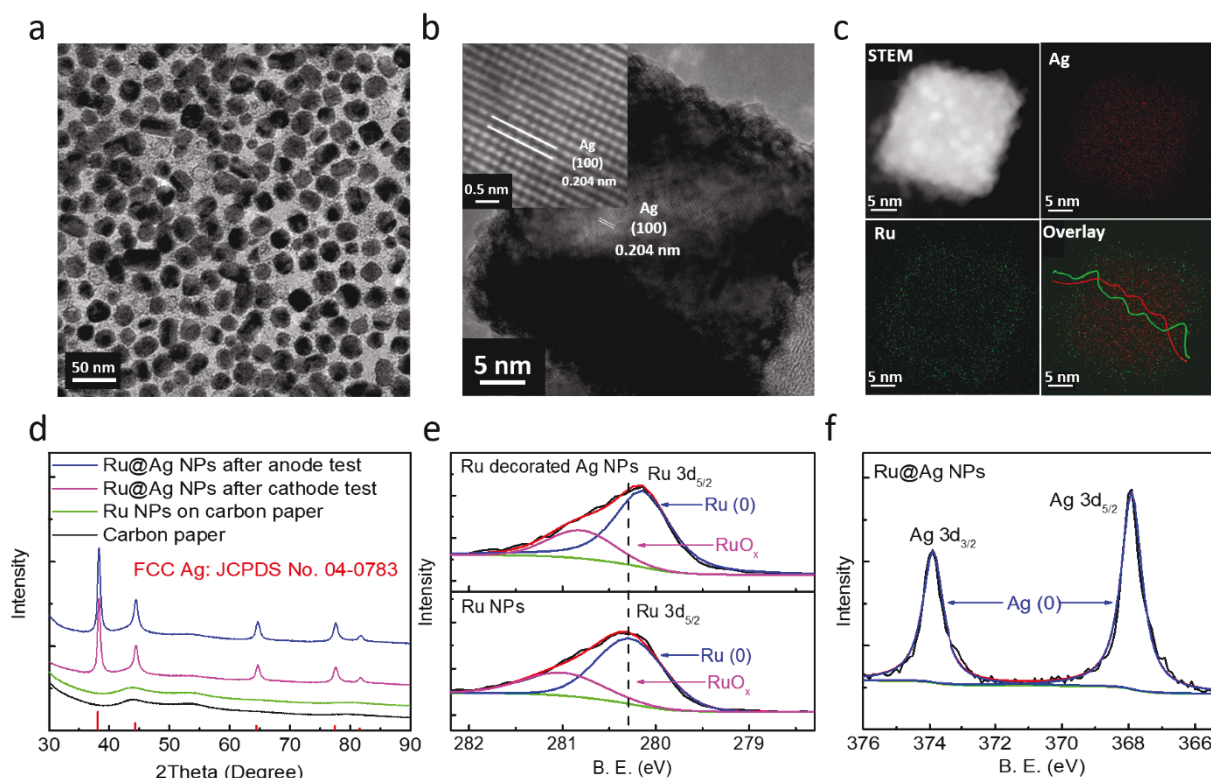 a
50 nm
b
Ag
(100)
0.204 nm
0.5 nm
Ag
(100)
0.204 nm
5 nm
c
STEM
5 nm
Ag
5 nm
Ru
5 nm
Overlay
5 nm
d
Ru@Ag NPs after anode test
Ru@Ag NPs after cathode test
Ru NPs on carbon paper
Carbon paper
FCC Ag: JCPDS No. 04-0783
Intensity
30 40 50 60 70 80 90
2Theta (Degree)
e
Ru decorated Ag NPs
Ru 3d5/2
Ru (0)
RuOx
Ru NPs
Ru 3d5/2
Ru (0)
RuOx
Intensity
282 281 280 279
B. E. (eV)
f
Ru@Ag NPs
Ag 3d5/2
Ag 3d3/2
Ag (0)
Intensity
376 374 372 370 368 366
B. E. (eV)